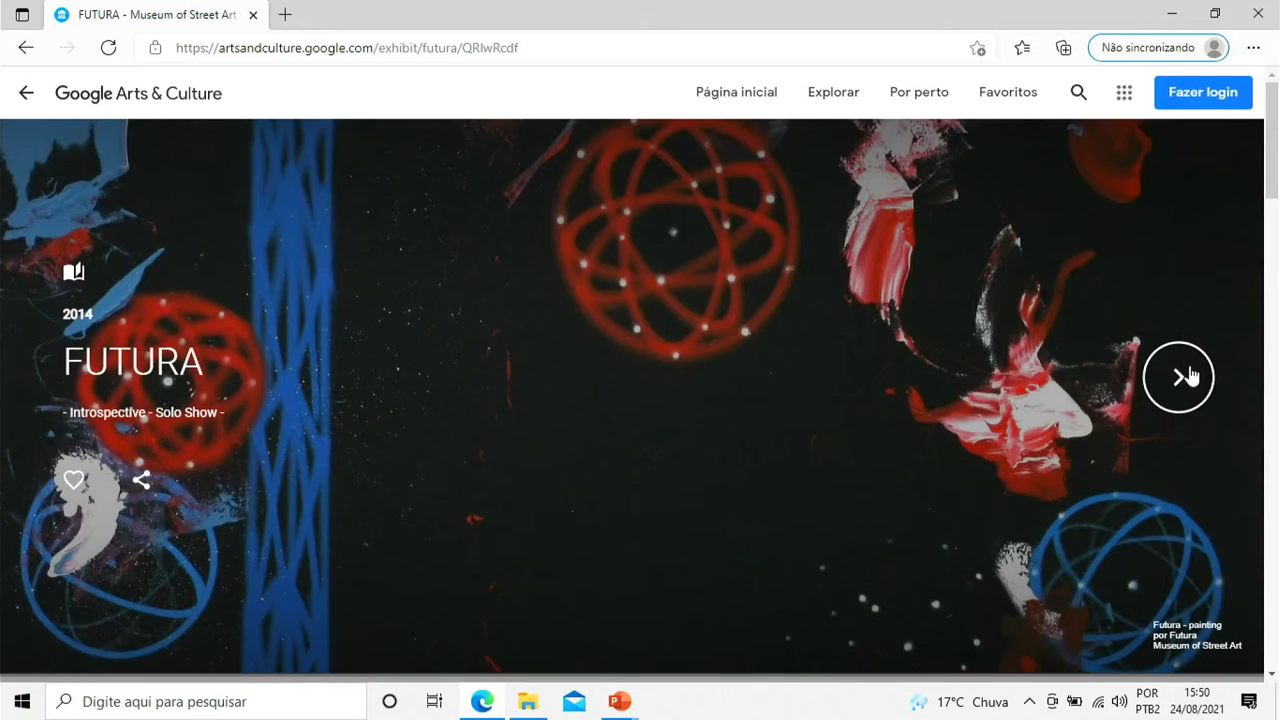 FUTURA - Museum of Street Art
https://artsandculture.google.com/exhibit/futura/QRIwRcdf
Não sincronizando
Google Arts & Culture
Página inicial
Explorar
Por perto
Favoritos
Fazer login
2014
FUTURA
- Introspective - Solo Show -
Futura - painting
por Futura
Museum of Street Art
Digite aqui para pesquisar
17°C Chuva
POR
PTB2
15:50
24/08/2021